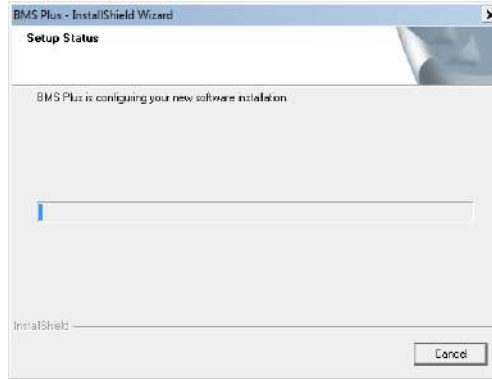 BMS Plus - InstallShield Wizard
Setup Status
BMS Plus is configuring your new software installation.
InstallShield
Cancel